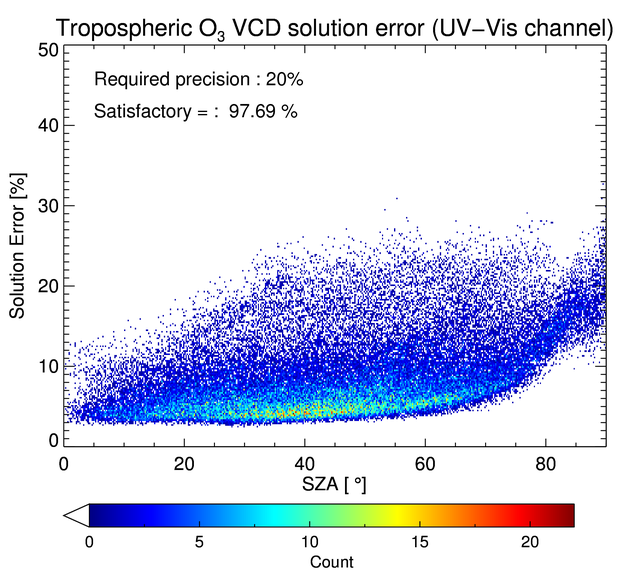 Tropospheric O₃ VCD solution error (UV−Vis channel)
50
Required precision : 20%
Satisfactory = :  97.69 %
40
30
20
10
0
Solution Error [%]
0 20 40 60 80
SZA [ °]
0 5 10 15 20
Count